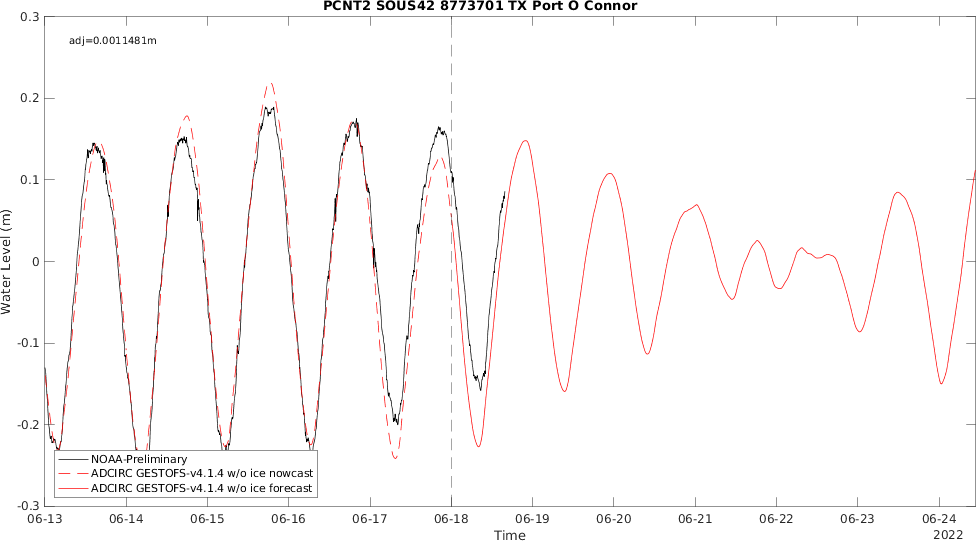 PCNT2 SOUS42 8773701 TX Port O Connor
adj=0.0011481m
0.3
0.2
0.1
0
-0.1
-0.2
-0.3
Water Level (m)
NOAA-Preliminary
ADCIRC GESTOFS-v4.1.4 w/o ice nowcast
ADCIRC GESTOFS-v4.1.4 w/o ice forecast
06-13 06-14 06-15 06-16 06-17 06-18 06-19 06-20 06-21 06-22 06-23 06-24
Time
2022